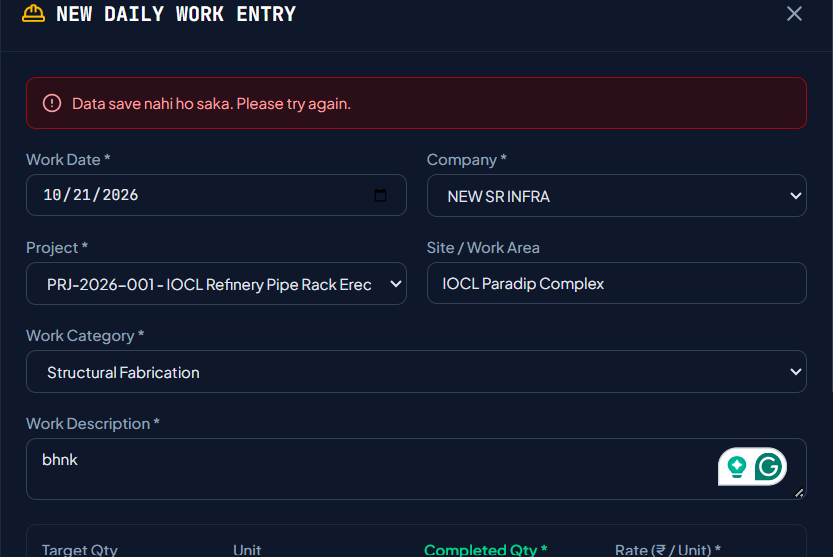 NEW DAILY WORK ENTRY
Data save nahi ho saka. Please try again.
Work Date * Company *
10/21/2026 NEW SR INFRA
Project * Site / Work Area
PRJ-2026-001 - IOCL Refinery Pipe Rack Erec IOCL Paradip Complex
Work Category *
Structural Fabrication
Work Description *
bhnk
Target Qty Unit Completed Qty * Rate (₹ / Unit) *